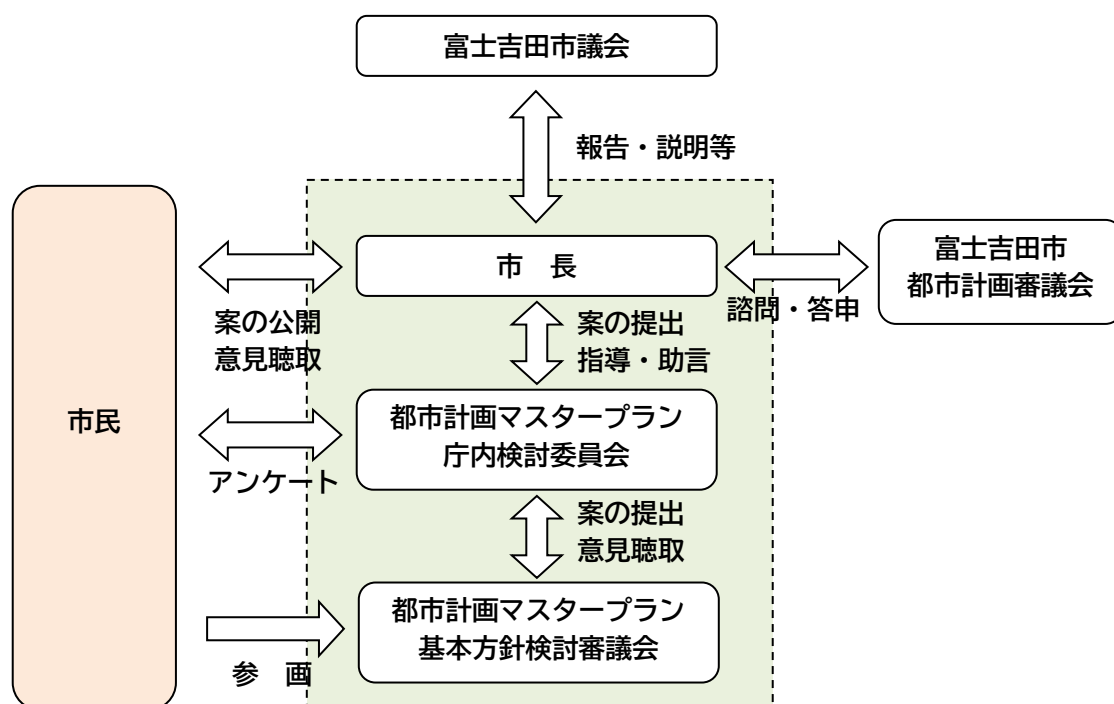 富士吉田市議会
報告・説明等
市　長
富士吉田市
都市計画審議会
諮問・答申
案の公開
意見聴取
案の提出
指導・助言
市民
都市計画マスタープラン
庁内検討委員会
アンケート
案の提出
意見聴取
都市計画マスタープラン
基本方針検討審議会
参　画